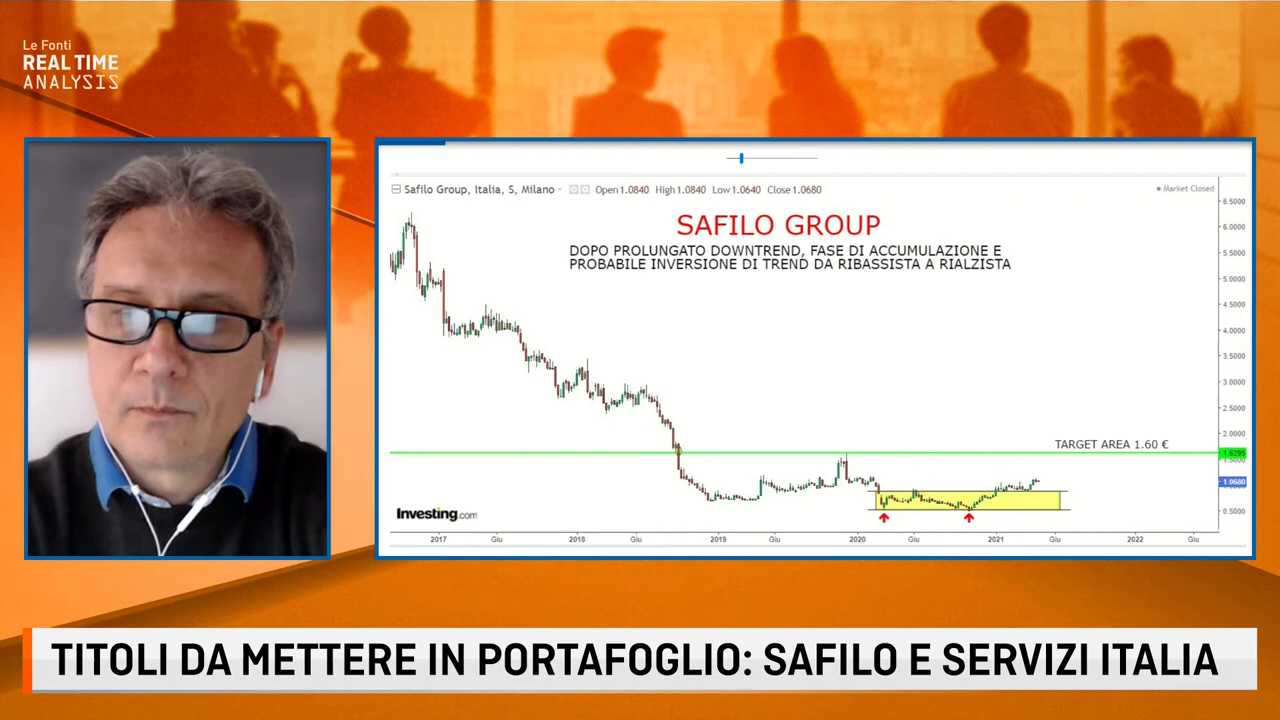 Le Fonti
REAL TIME
ANALYSIS
Safilo Group, Italia, S, Milano
Open 1.0840 High 1.0840 Low 1.0640 Close 1.0680
Market Closed
SAFILO GROUP
DOPO PROLUNGATO DOWNTREND, FASE DI ACCUMULAZIONE E
PROBABILE INVERSIONE DI TREND DA RIBASSISTA A RIALZISTA
6.5000
6.0000
5.5000
5.0000
4.5000
4.0000
3.5000
3.0000
2.5000
2.0000
TARGET AREA 1.60 €
1.6295
1.0680
0.5000
Investing.com
2017 Giu 2018 Giu 2019 Giu 2020 Giu 2021 Giu 2022 Giu
TITOLI DA METTERE IN PORTAFOGLIO: SAFILO E SERVIZI ITALIA